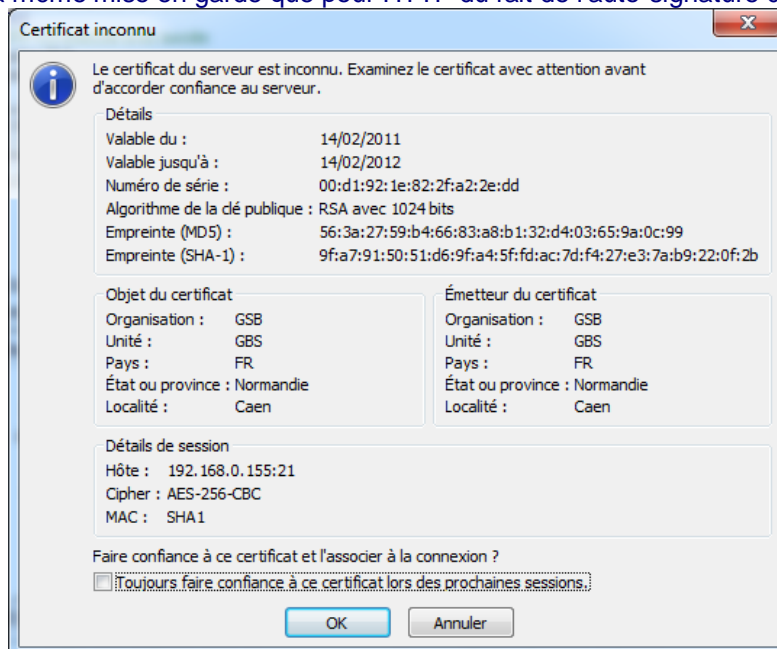 même mise en garde que pour
Certificat inconnu
Le certificat du serveur est inconnu. Examinez le certificat avec attention avant
d'accorder confiance au serveur.
Détails
Valable du : 14/02/2011
Valable jusqu'à : 14/02/2012
Numéro de série : 00:d1:92:1e:82:2f:a2:2e:dd
Algorithme de la clé publique : RSA avec 1024 bits
Empreinte (MD5) : 56:3a:27:59:b4:66:83:a8:b1:32:d4:03:65:9a:0c:99
Empreinte (SHA-1) : 9f:a7:91:50:51:d6:9f:a4:5f:fd:ac:7d:f4:27:e3:7a:b9:22:0f:2b
Objet du certificat Émetteur du certificat
Organisation : GSB Organisation : GSB
Unité : GBS Unité : GBS
Pays : FR Pays : FR
État ou province : Normandie État ou province : Normandie
Localité : Caen Localité : Caen
Détails de session
Hôte : 192.168.0.155:21
Cipher : AES-256-CBC
MAC : SHA1
Faire confiance à ce certificat et l'associer à la connexion ?
Toujours faire confiance à ce certificat lors des prochaines sessions.
OK Annuler